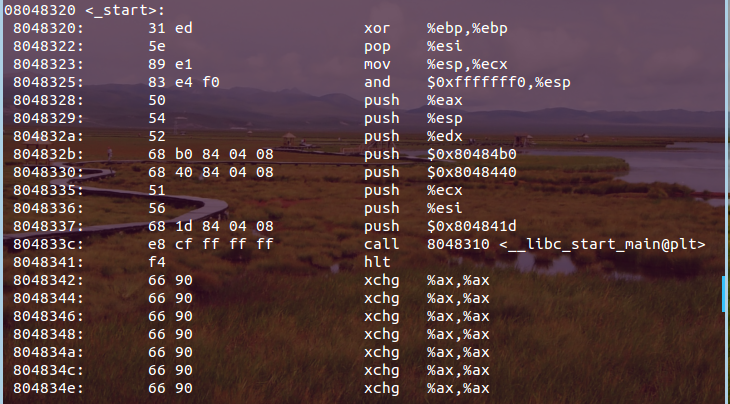 08048320 <_start>:
8048320: 31 ed xor %ebp,%ebp
8048322: 5e pop %esi
8048323: 89 e1 mov %esp,%ecx
8048325: 83 e4 f0 and $0xfffffff0,%esp
8048328: 50 push %eax
8048329: 54 push %esp
804832a: 52 push %edx
804832b: 68 b0 84 04 08 push $0x80484b0
8048330: 68 40 84 04 08 push $0x8048440
8048335: 51 push %ecx
8048336: 56 push %esi
8048337: 68 1d 84 04 08 push $0x804841d
804833c: e8 cf ff ff ff call 8048310 <__libc_start_main@plt>
8048341: f4 hlt
8048342: 66 90 xchg %ax,%ax
8048344: 66 90 xchg %ax,%ax
8048346: 66 90 xchg %ax,%ax
8048348: 66 90 xchg %ax,%ax
804834a: 66 90 xchg %ax,%ax
804834c: 66 90 xchg %ax,%ax
804834e: 66 90 xchg %ax,%ax